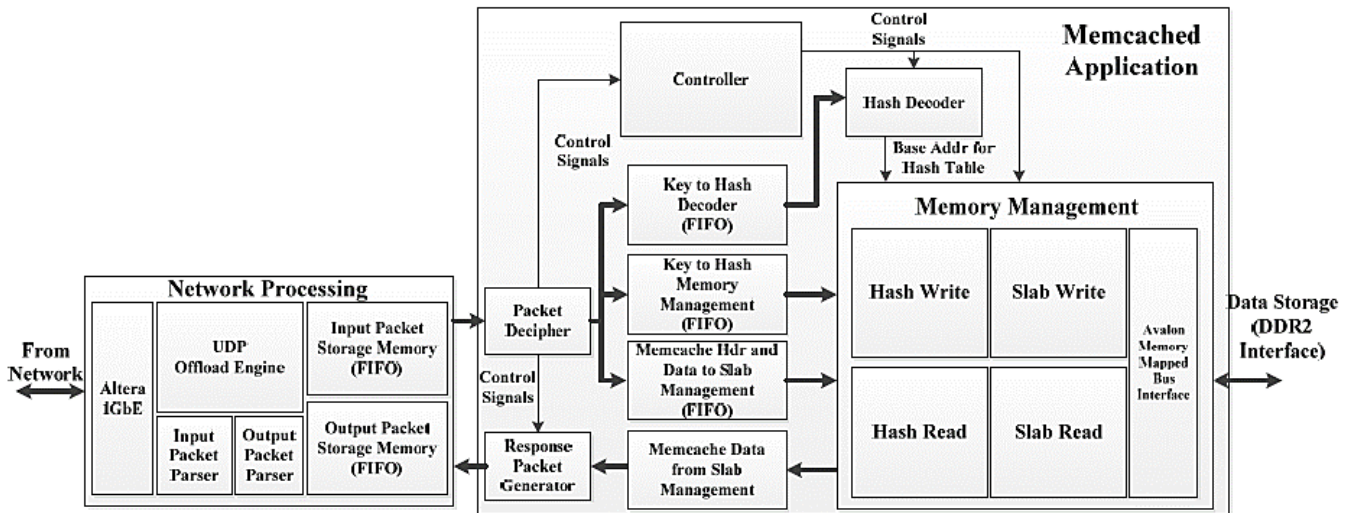 Control
Signals
Memcached
Application
Controller
Hash Decoder
Control
Signals
Base Addr for
Hash Table
Key to Hash
Decoder
(FIFO)
Memory Management
Hash Write
Slab Write
Hash Read
Slab Read
Avalon
Memory
Mapped
Bus
Interface
Key to Hash
Memory
Management
(FIFO)
Memcache Hdr and
Data to Slab
Management
(FIFO)
Memcache Data
from Slab
Management
Packet
Decipher
Control
Signals
Response
Packet
Generator
Network Processing
Altera
1GbE
UDP
Offload Engine
Input Packet
Storage Memory
(FIFO)
Input
Packet
Parser
Output
Packet
Parser
Output Packet
Storage Memory
(FIFO)
From
Network
Data Storage
(DDR2
Interface)